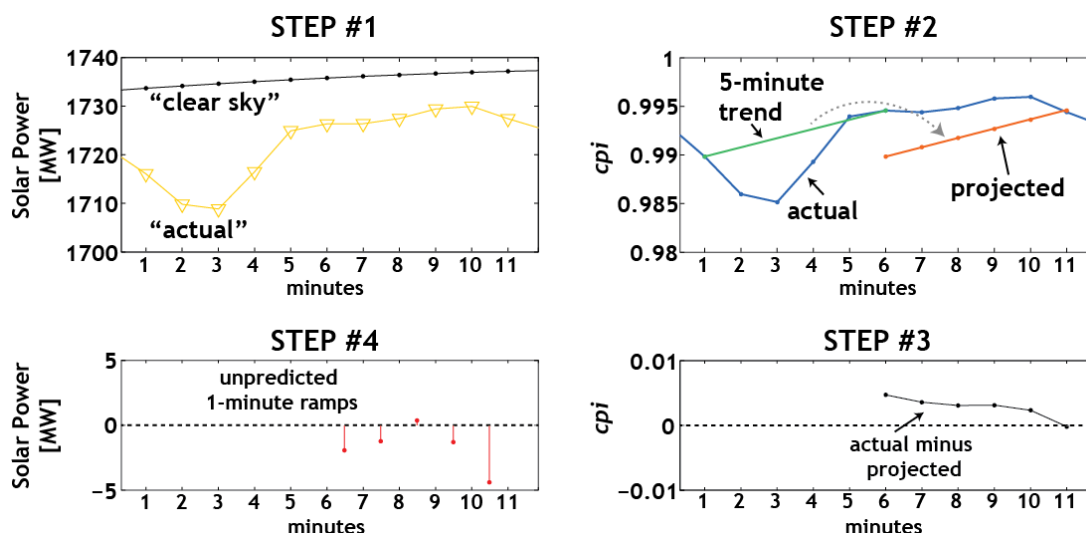 STEP #1
1740
1730
1720
1710
1700
Solar Power
[MW]
“clear sky”
“actual”
1 2 3 4 5 6 7 8 9 10 11
minutes
STEP #2
1
0.995
0.99
0.985
0.98
cpi
5-minute
trend
actual
projected
1 2 3 4 5 6 7 8 9 10 11
minutes
STEP #4
5
0
−5
Solar Power
[MW]
unpredicted
1-minute ramps
1 2 3 4 5 6 7 8 9 10 11
minutes
STEP #3
0.01
0
−0.01
cpi
actual minus
projected
1 2 3 4 5 6 7 8 9 10 11
minutes